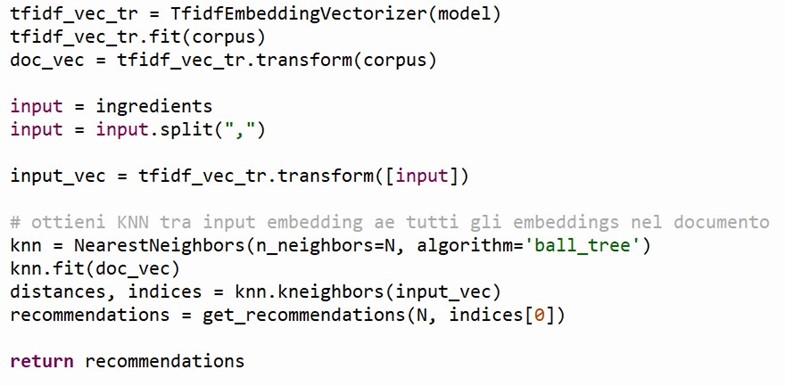 tfidf_vec_tr = TfidfEmbeddingVectorizer(model)
tfidf_vec_tr.fit(corpus)
doc_vec = tfidf_vec_tr.transform(corpus)
input = ingredients
input = input.split(",")
input_vec = tfidf_vec_tr.transform([input])
# ottieni KNN tra input embedding ae tutti gli embeddings nel documento
knn = NearestNeighbors(n_neighbors=N, algorithm='ball_tree')
knn.fit(doc_vec)
distances, indices = knn.kneighbors(input_vec)
recommendations = get_recommendations(N, indices[0])
return recommendations